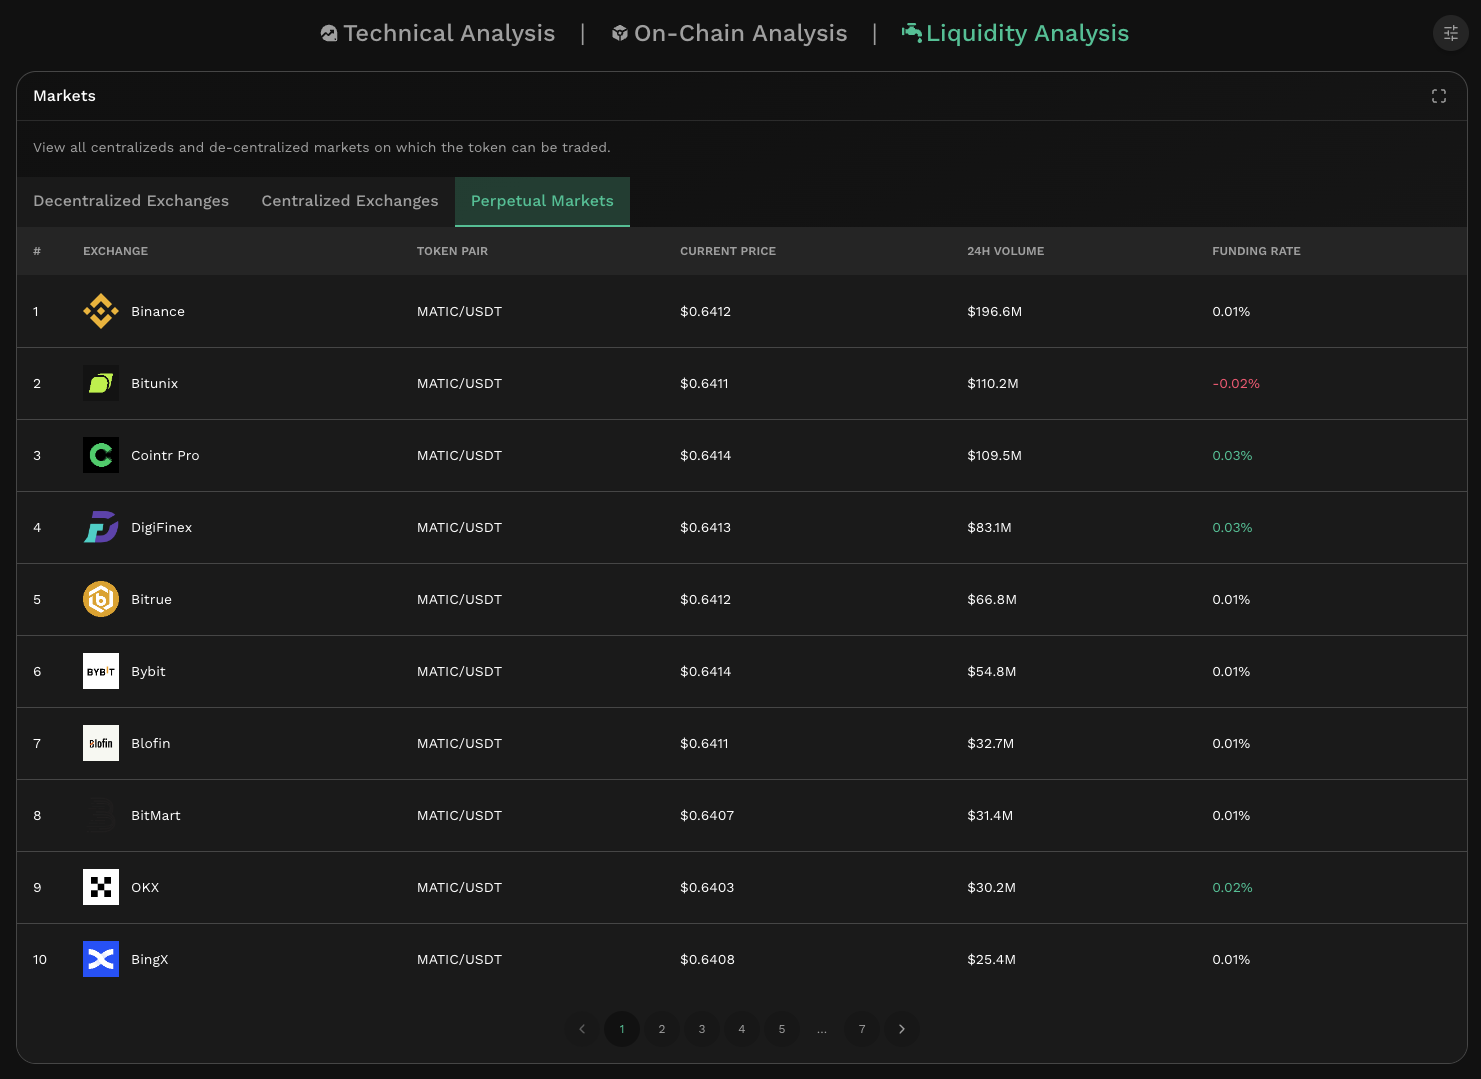 Technical Analysis | On-Chain Analysis | Liquidity Analysis
Markets
View all centralizeds and de-centralized markets on which the token can be traded.
Decentralized Exchanges Centralized Exchanges Perpetual Markets
# EXCHANGE TOKEN PAIR CURRENT PRICE 24H VOLUME FUNDING RATE
1 Binance MATIC/USDT $0.6412 $196.6M 0.01%
2 Bitunix MATIC/USDT $0.6411 $110.2M -0.02%
3 Cointr Pro MATIC/USDT $0.6414 $109.5M 0.03%
4 DigiFinex MATIC/USDT $0.6413 $83.1M 0.03%
5 Bitrue MATIC/USDT $0.6412 $66.8M 0.01%
6 BYBIT Bybit MATIC/USDT $0.6414 $54.8M 0.01%
7 Blofin Blofin MATIC/USDT $0.6411 $32.7M 0.01%
8 BitMart MATIC/USDT $0.6407 $31.4M 0.01%
9 OKX MATIC/USDT $0.6403 $30.2M 0.02%
10 BingX MATIC/USDT $0.6408 $25.4M 0.01%
1 2 3 4 5 ... 7